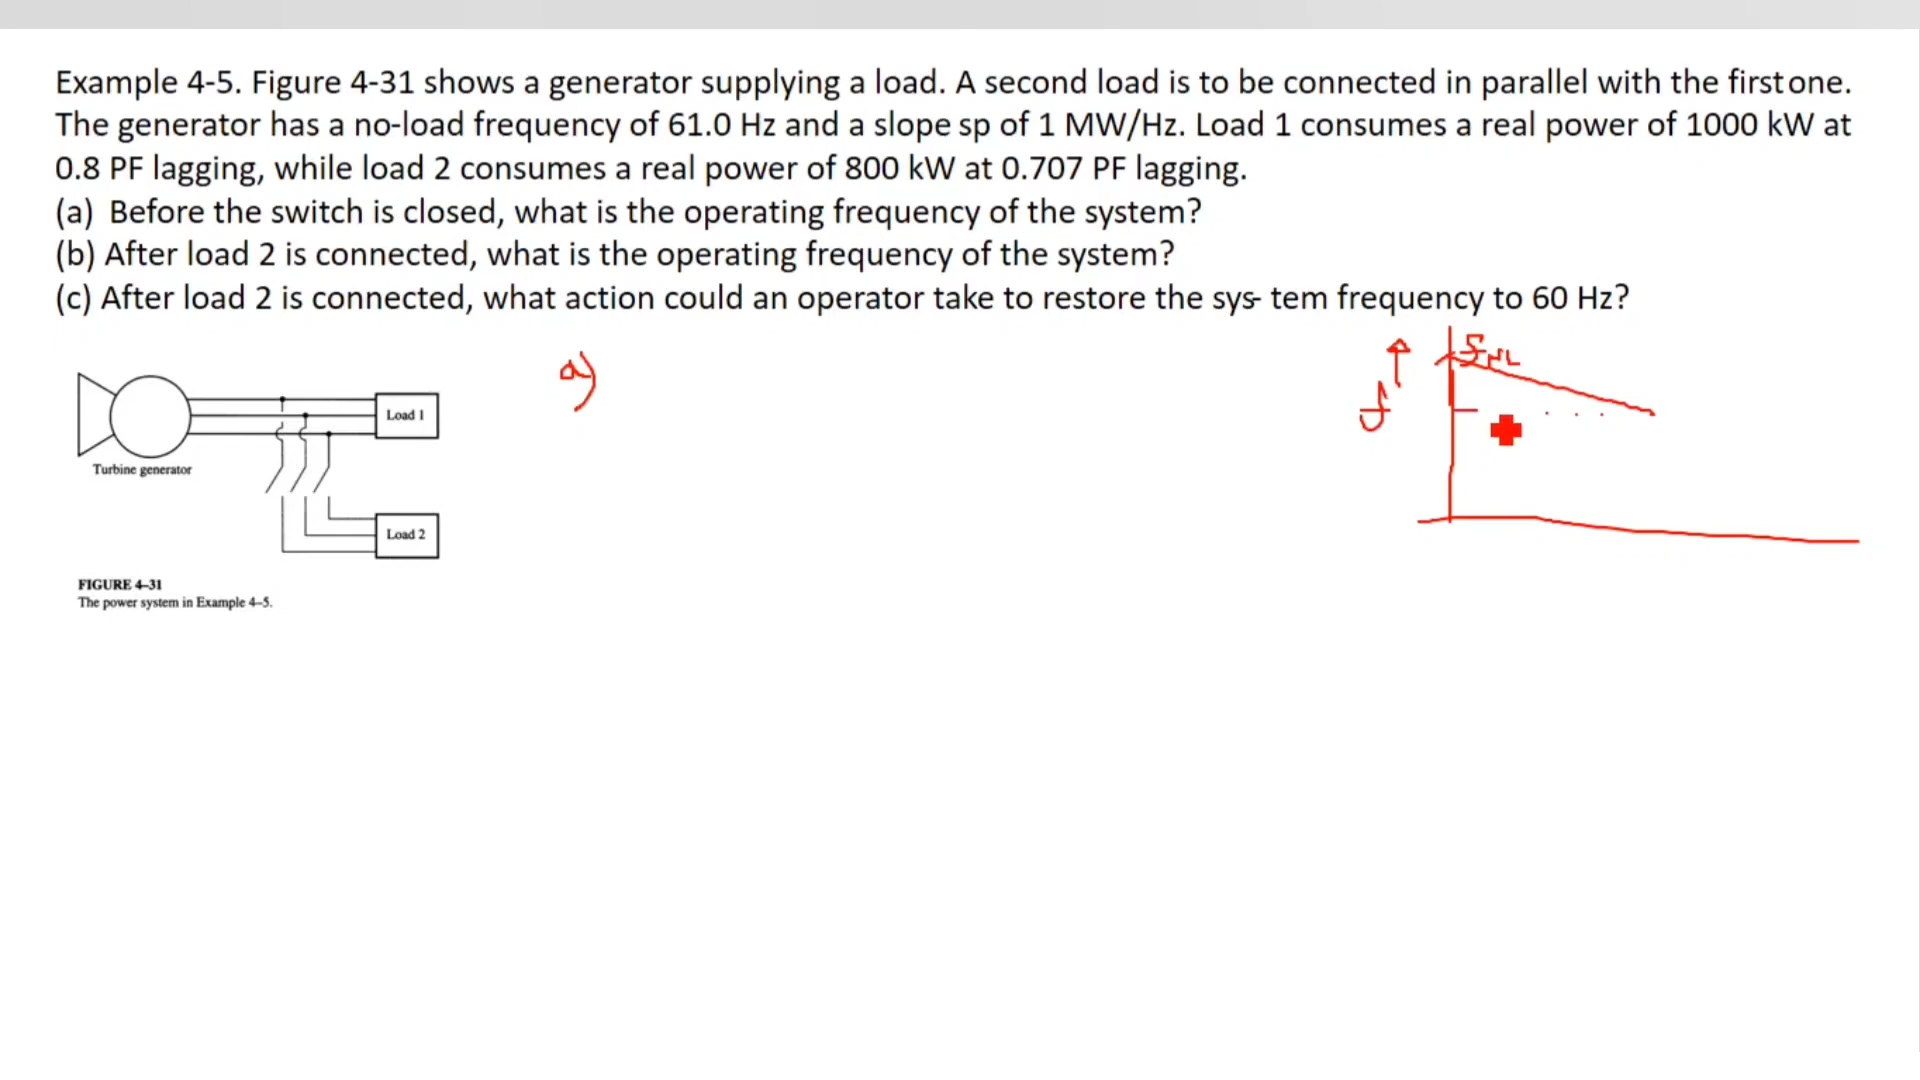 Example 4-5. Figure 4-31 shows a generator supplying a load. A second load is to be connected in parallel with the first one.
The generator has a no-load frequency of 61.0 Hz and a slope sp of 1 MW/Hz. Load 1 consumes a real power of 1000 kW at
0.8 PF lagging, while load 2 consumes a real power of 800 kW at 0.707 PF lagging.
(a) Before the switch is closed, what is the operating frequency of the system?
(b) After load 2 is connected, what is the operating frequency of the system?
(c) After load 2 is connected, what action could an operator take to restore the sys- tem frequency to 60 Hz?
a)
f
fNL
Load 1
Turbine generator
Load 2
FIGURE 4–31
The power system in Example 4–5.